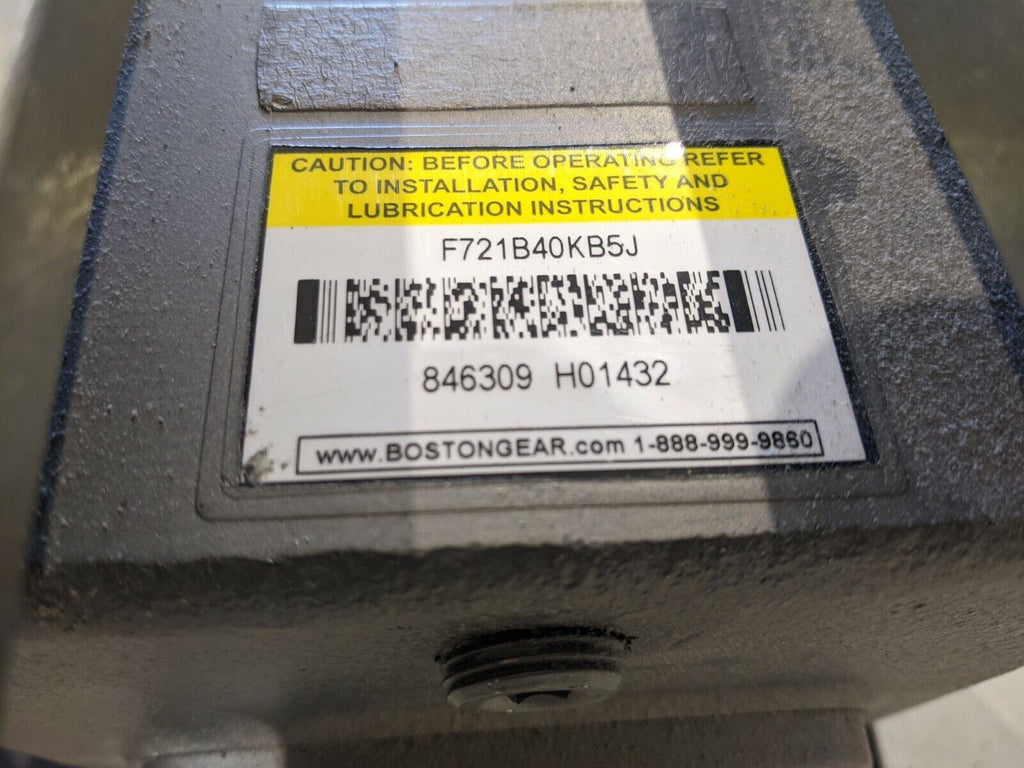 CAUTION: BEFORE OPERATING REFER
TO INSTALLATION, SAFETY AND
LUBRICATION INSTRUCTIONS
F721B40KB5J
846309 H01432
www.BOSTONGEAR.com 1-888-999-9860